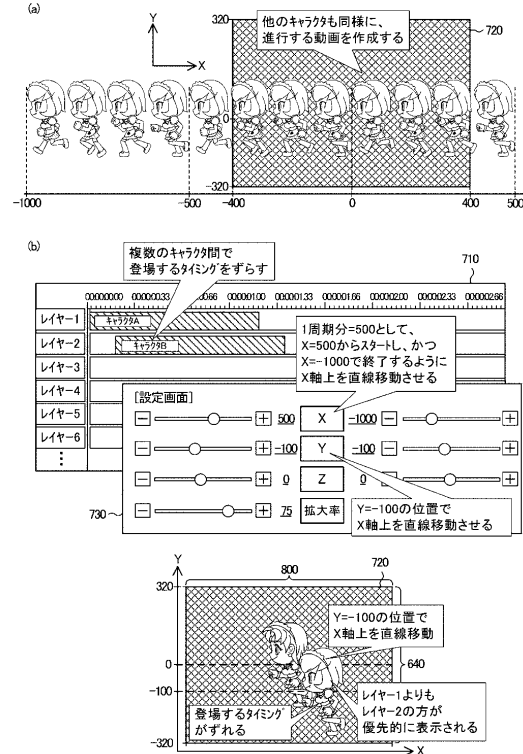 (a)
Y
X
他のキャラクタも同様に、
進行する動画を作成する
320
720
0
-320
-1000
-500
-400
0
400
500
(b)
複数のキャラクタ間で
登場するタイミングをずらす
710
レイヤー1
キャラクタA
レイヤー2
キャラクタB
レイヤー3
レイヤー4
レイヤー5
レイヤー6
1周期分=500として、
X=500からスタートし、かつ
X=-1000で終了するように
X軸上を直線移動させる
[設定画面]
500 X -1000
-100 Y -100
0 Z 0
75 拡大率
730
Y=-100の位置で
X軸上を直線移動させる
Y
800
720
320
0
-100
-320
640
Y=-100の位置で
X軸上を直線移動
登場するタイミング
がずれる
レイヤー1よりも
レイヤー2の方が
優先的に表示される
X